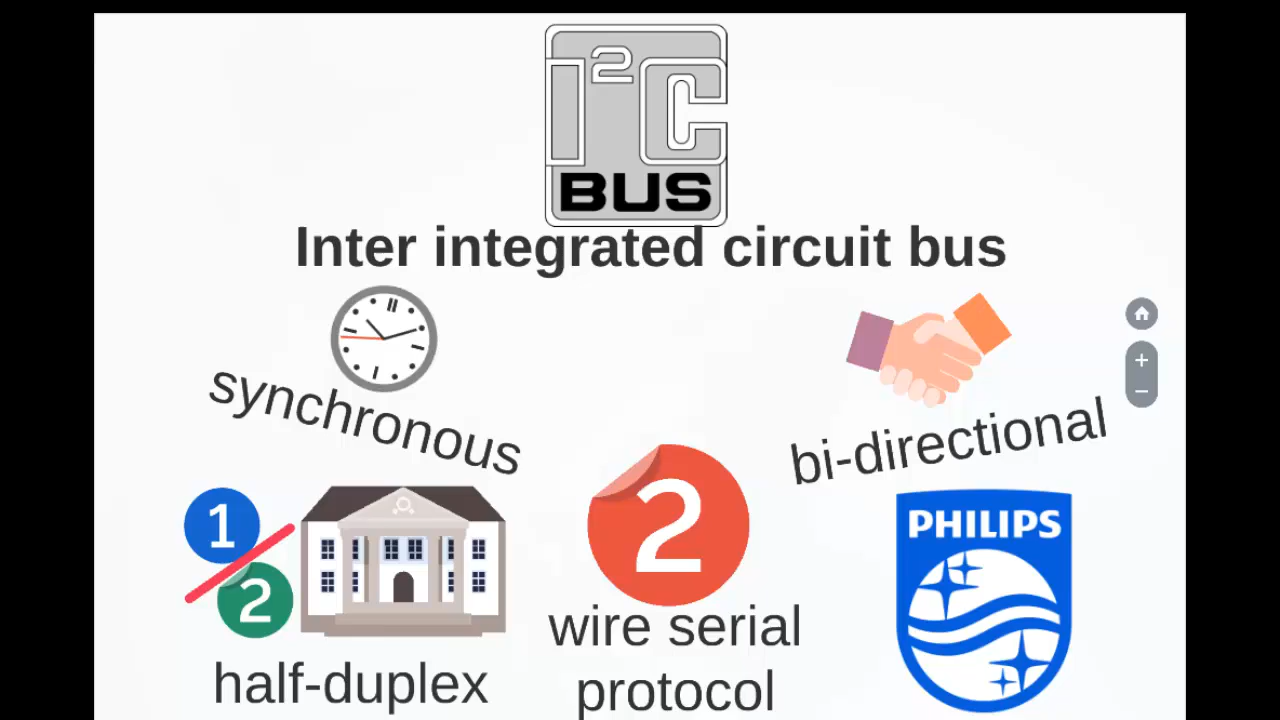 I²C
BUS
Inter integrated circuit bus
synchronous
bi-directional
1
2
half-duplex
2
wire serial
protocol
PHILIPS